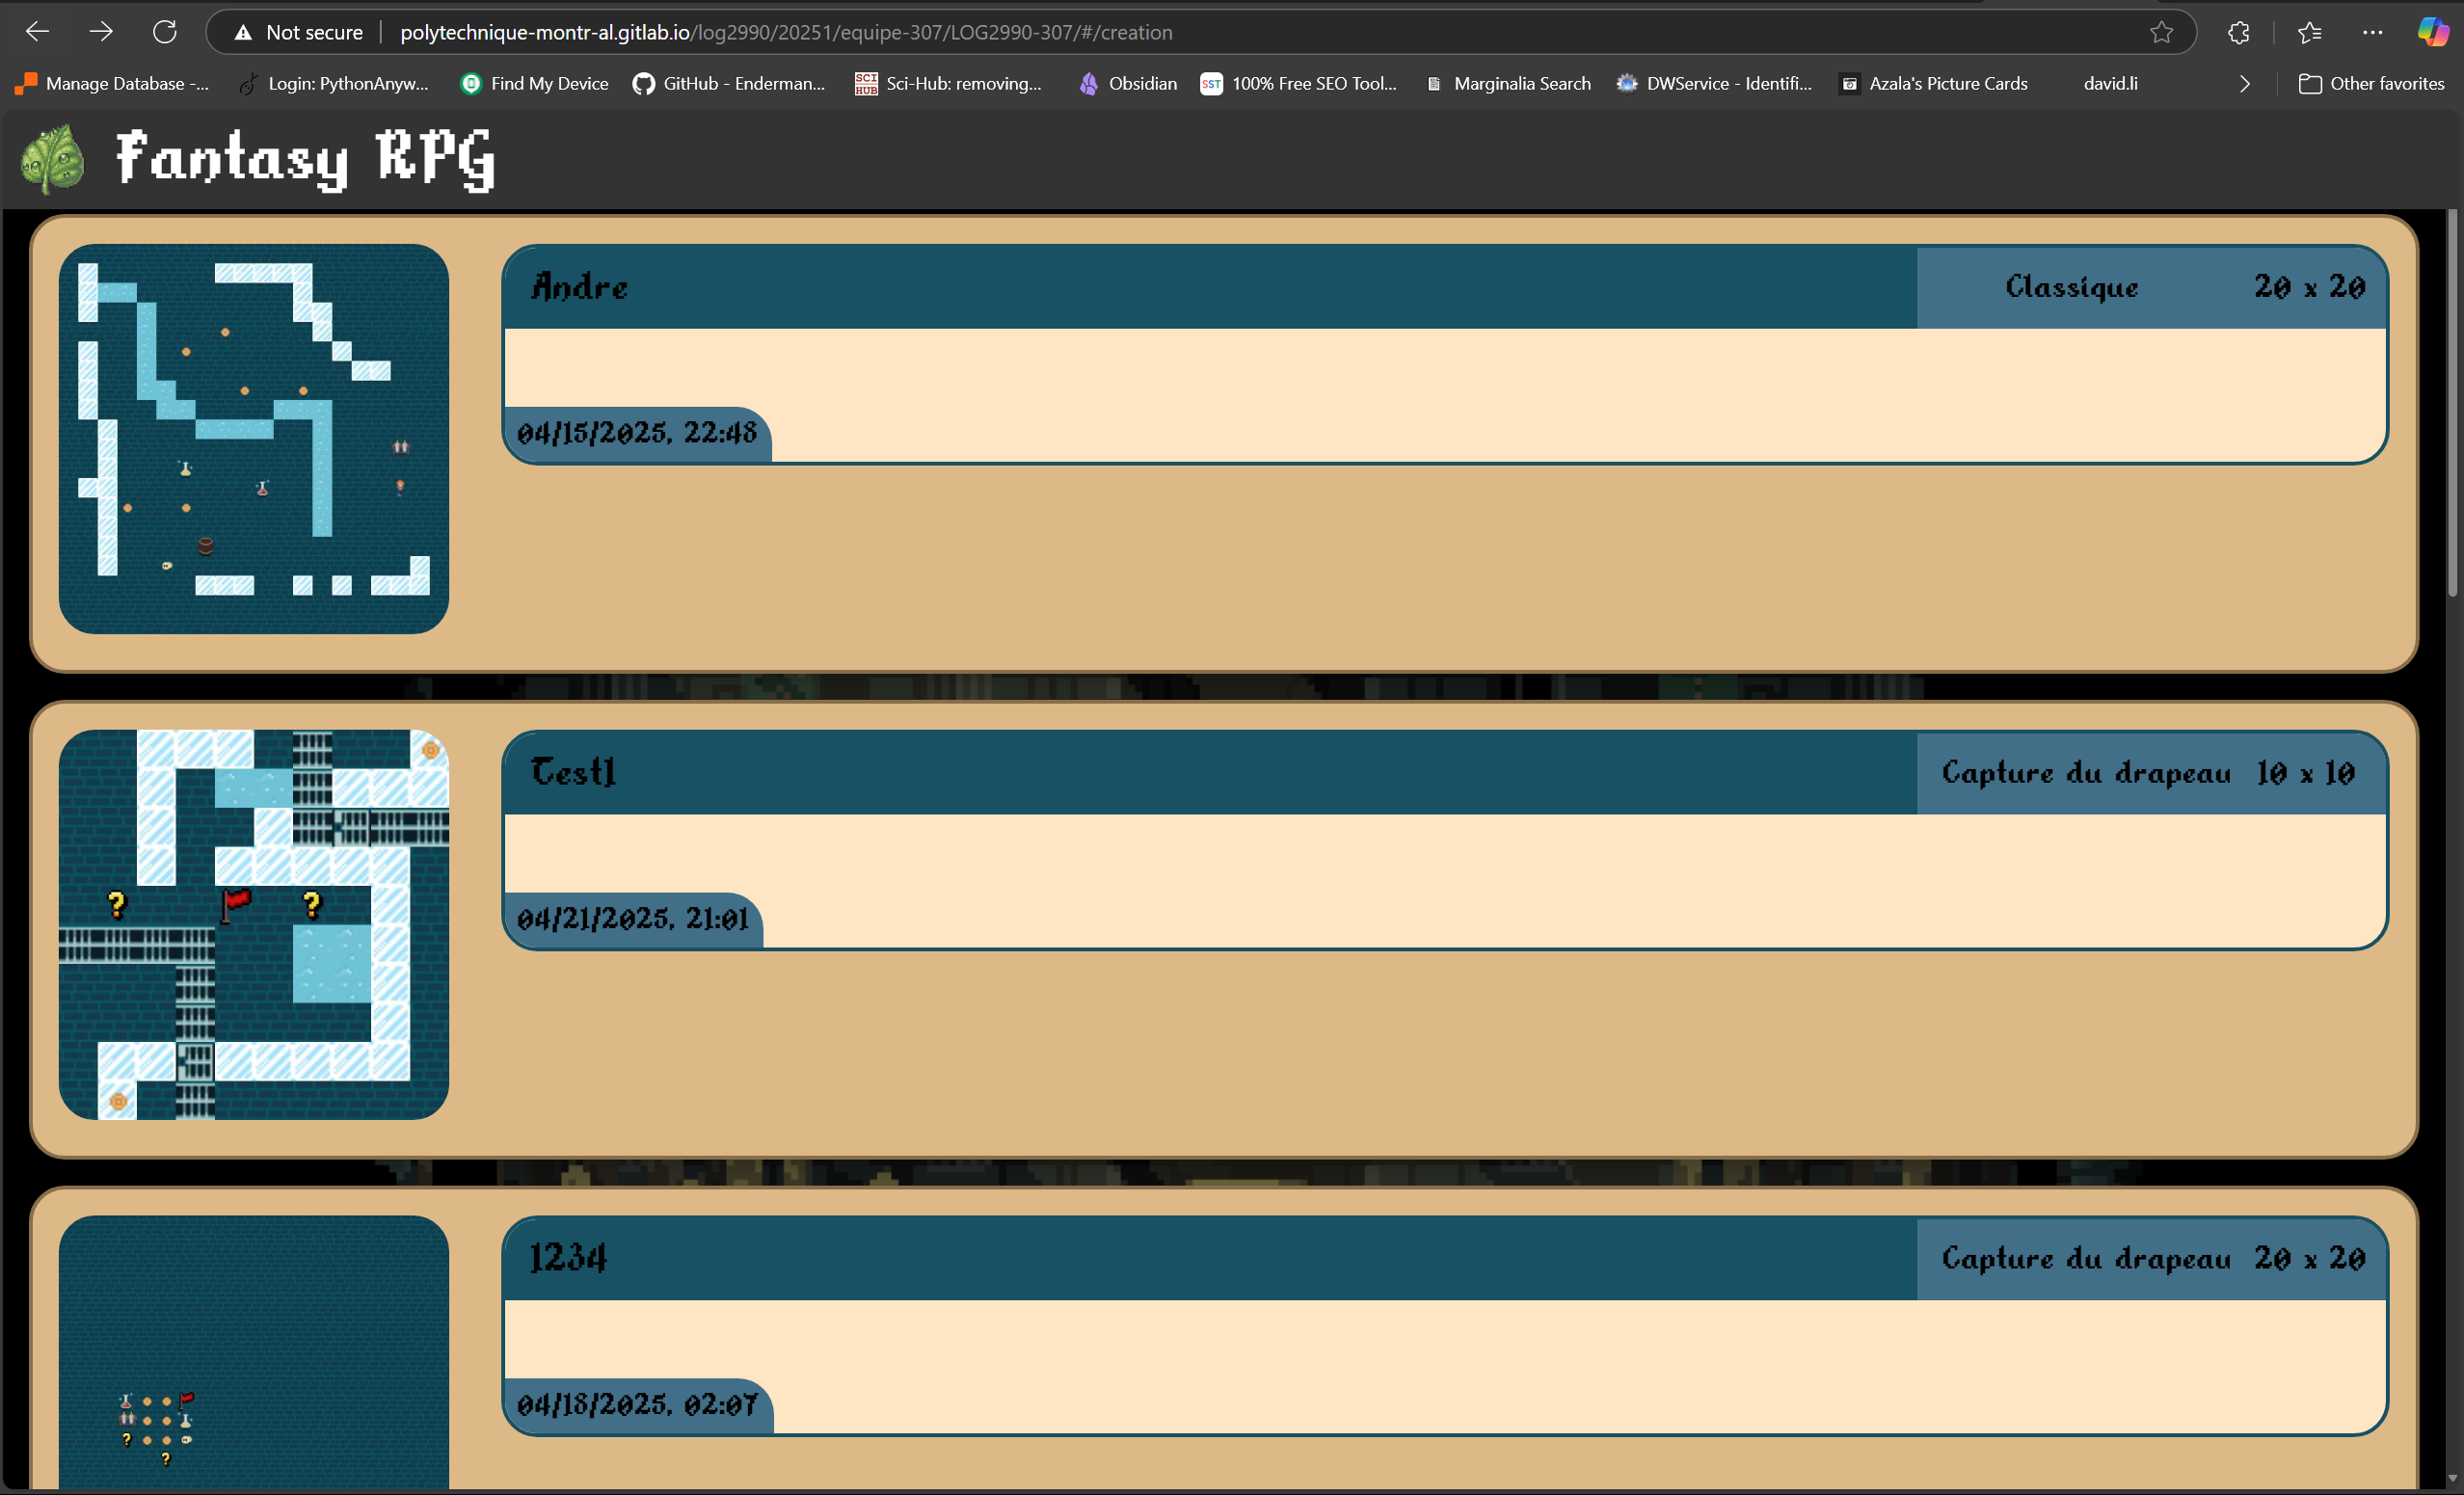 Not secure
polytechnique-montr-al.gitlab.io/log2990/20251/equipe-307/LOG2990-307/#/creation
Manage Database -...
Login: PythonAnyw...
Find My Device
GitHub - Enderman...
SCI HUB
Sci-Hub: removing...
Obsidian
SST
100% Free SEO Tool...
Marginalia Search
DWService - Identifi...
Azala's Picture Cards
david.li
Other favorites
Fantasy RPG
Andre
Classique
20 x 20
04/15/2025, 22:48
Test1
Capture du drapeau
10 x 10
04/21/2025, 21:01
? ?
1234
Capture du drapeau
20 x 20
04/18/2025, 02:07
?
?